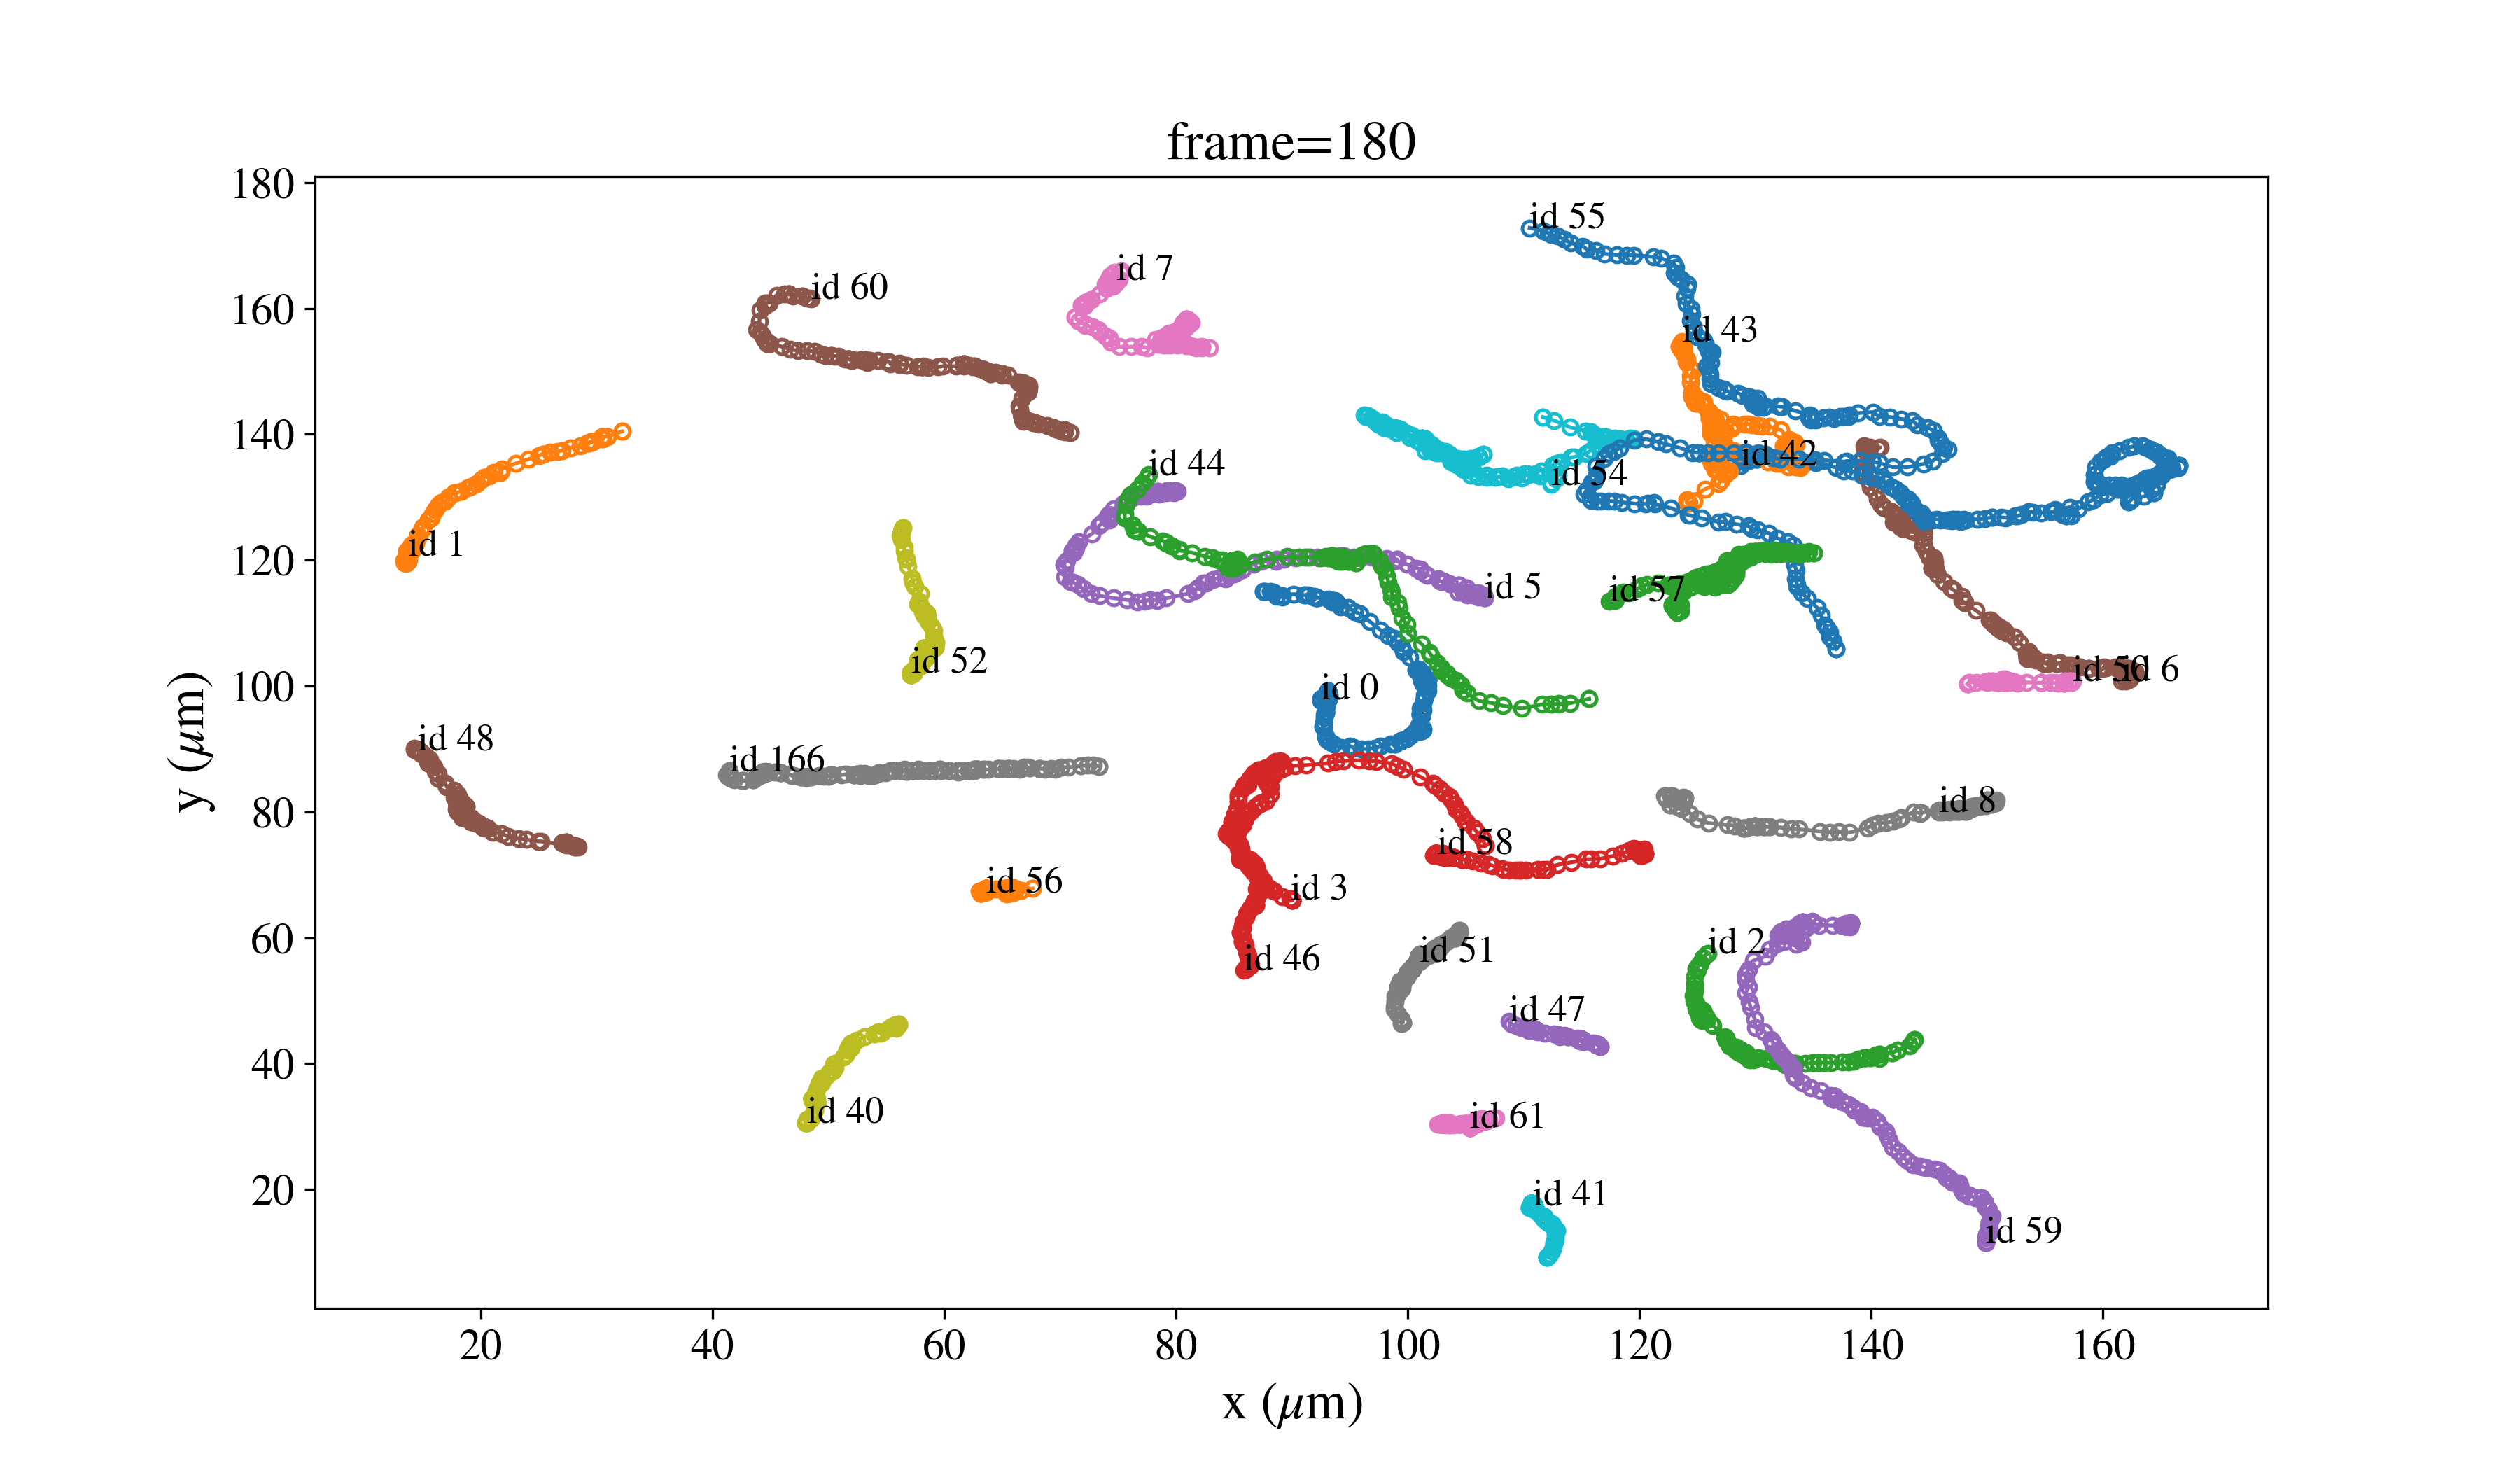 frame=180
180
160
140
120
100
80
60
40
20
y (μm)
id 55
id 7
id 60
id 43
id 42
id 44
id 54
id 1
id 5
id 57
id 52
id 50
id 6
id 0
id 48
id 166
id 8
id 58
id 56
id 3
id 2
id 51
id 46
id 47
id 40
id 61
id 41
id 59
20
40
60
80
100
120
140
160
x (μm)